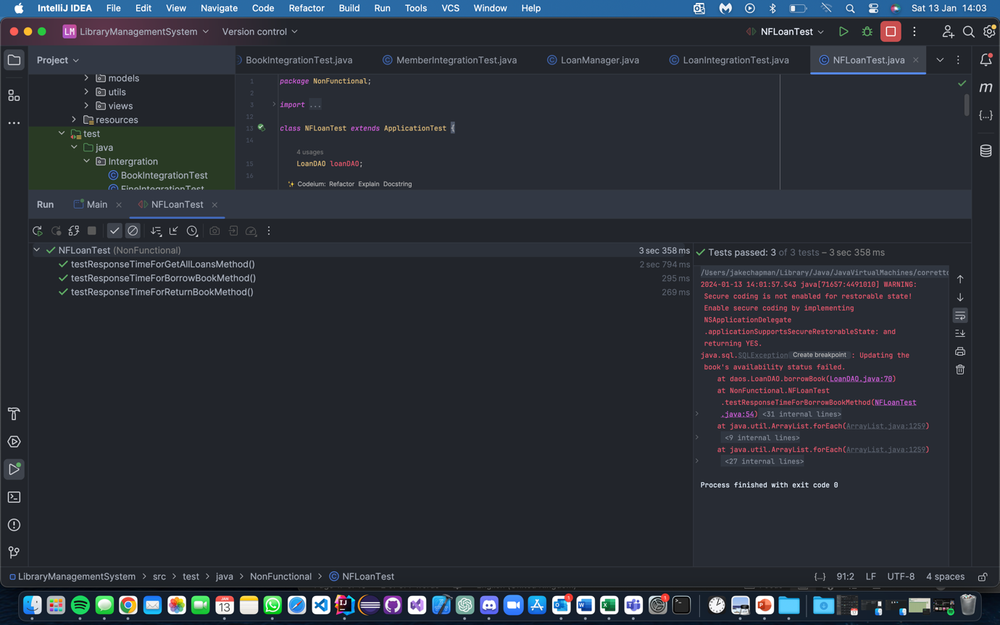 IntelliJ IDEA File Edit View Navigate Code Refactor Build Run Tools VCS Window Help Sat 13 Jan 14:03
LM LibraryManagementSystem Version control NFLoanTest
Project BookIntegrationTest.java MemberIntegrationTest.java LoanManager.java LoanIntegrationTest.java NFLoanTest.java
models
utils
views
resources
test
java
Intergration
BookIntegrationTest
FineIntegrationTest
1 package NonFunctional;
2
3 import ...
12
13 class NFLoanTest extends ApplicationTest {
14
4 usages
15 LoanDAO loanDAO;
16
Codeium: Refactor Explain Docstring
Run Main NFLoanTest
NFLoanTest (NonFunctional) 3 sec 358 ms
testResponseTimeForGetAllLoansMethod() 2 sec 794 ms
testResponseTimeForBorrowBookMethod() 295 ms
testResponseTimeForReturnBookMethod() 269 ms
Tests passed: 3 of 3 tests – 3 sec 358 ms
/Users/jakechapman/Library/Java/JavaVirtualMachines/corretto
2024-01-13 14:01:57.543 java[71657:4491010] WARNING:
Secure coding is not enabled for restorable state!
Enable secure coding by implementing
NSApplicationDelegate
.applicationSupportsSecureRestorableState: and
returning YES.
java.sql.SQLException Create breakpoint : Updating the
book's availability status failed.
at daos.LoanDAO.borrowBook(LoanDAO.java:70)
at NonFunctional.NFLoanTest
.testResponseTimeForBorrowBookMethod(NFLoanTest
.java:54) <31 internal lines>
at java.util.ArrayList.forEach(ArrayList.java:1259)
<9 internal lines>
at java.util.ArrayList.forEach(ArrayList.java:1259)
<27 internal lines>
Process finished with exit code 0
LibraryManagementSystem > src > test > java > NonFunctional > NFLoanTest {...} 91:2 LF UTF-8 4 spaces
JAN
13